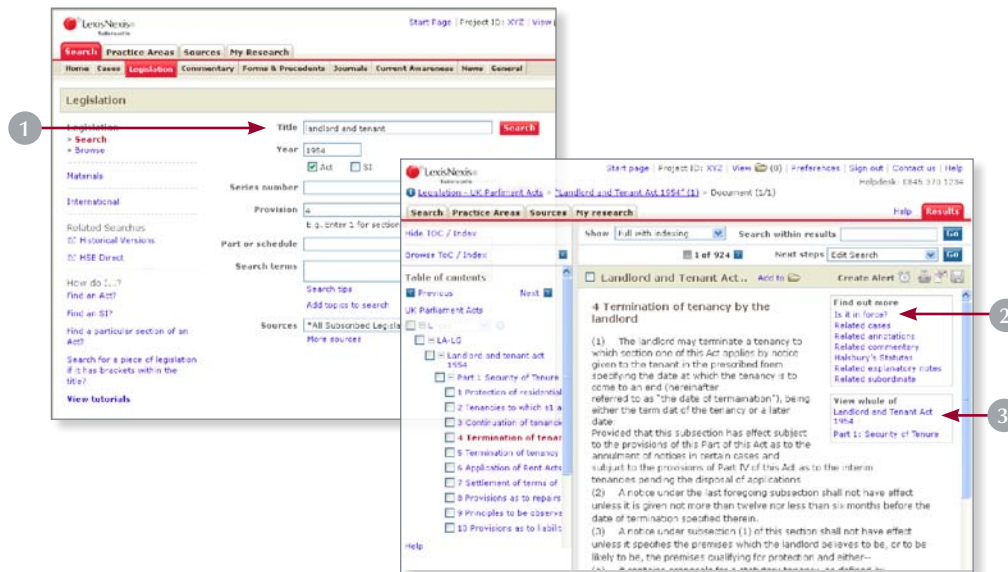 LexisNexis®
Butterworths
Start Page | Project ID: XYZ | View
Search Practice Areas Sources My Research
Home Cases Legislation Commentary Forms & Precedents Journals Current Awareness News General
Legislation
1
Legislation
> Search
> Browse
Materials
International
Related Searches
Historical Versions
HSE Direct
How do I...?
Find an Act?
Find an SI?
Find a particular section of an
Act?
Search for a piece of legislation
if it has brackets within the
title?
View tutorials
Title andlord and tenant Search
Year 1954
Act SI
Series number
Provision 4
E.g. Enter 1 for section
Part or schedule
Search terms
Search tips
Add topics to search
Sources *All Subscribed Legisla
More sources
LexisNexis®
Butterworths
Start page | Project ID: XYZ | View (0) | Preferences | Sign out | Contact us | Help
Helpdesk: 0845 370 1234
Legislation - UK Parliment Acts > "Landlord and Tenant Act 1954" (1) > Document (1/1)
Search Practice Areas Sources My research Help Results
Hide TOC / Index
Browse ToC / Index
Table of contents
Previous Next
UK Parliament Acts
L
LA-LG
Landlord and tenant act
1954
Part 1 Security of Tenure
1 Protection of residential
2 Tenancies to which s1 a
3 Continuation of tenancie
4 Termination of tenar
5 Termination of tenancy
6 Application of Rent Acts
7 Settlement of terms of
8 Provisions as to repairs
9 Principles to be observe
10 Provisions as to liabilit
Help
Show Full with indexing Search within results Go
1 of 924 Next steps Edit Search Go
Landlord and Tenant Act.. Add to Create Alert
4 Termination of tenancy by the
landlord
(1) The landlord may terminate a tenancy to
which section one of this Act applies by notice
given to the tenant in the prescribed form
specifying the date at which the tenancy is to
come to an end (hereinafter
referred to as "the date of termanation"), being
either the term dat of the tenancy or a later
date:
Provided that this subsection has effect subject
to the provisions of this Part of this Act as to the
annulment of notices in certain cases and
subject to the provisions of Part IV of this Act as to the interim
tenancies pending the disposal of applications
(2) A notice under the last foregoing subsection shall not have effect
unless it is given not more than twelve nor less than six months before the
date of termination specified therein.
(3) A notice under subsection (1) of this section shall not have effect
unless it specifies the premises which the landlord believes to be, or to be
likely to be, the premises qualifying for protection and either--
(a) it contains proposals for a statutory tenancy, as defined by
Find out more
Is it in force?
Related cases
Related annotations
Related commentary
Halsbury's Statutes
Related explanatory notes
Related subordinate
2
View whole of
Landlord and Tenant Act
1954
Part 1: Security of Tenure
3